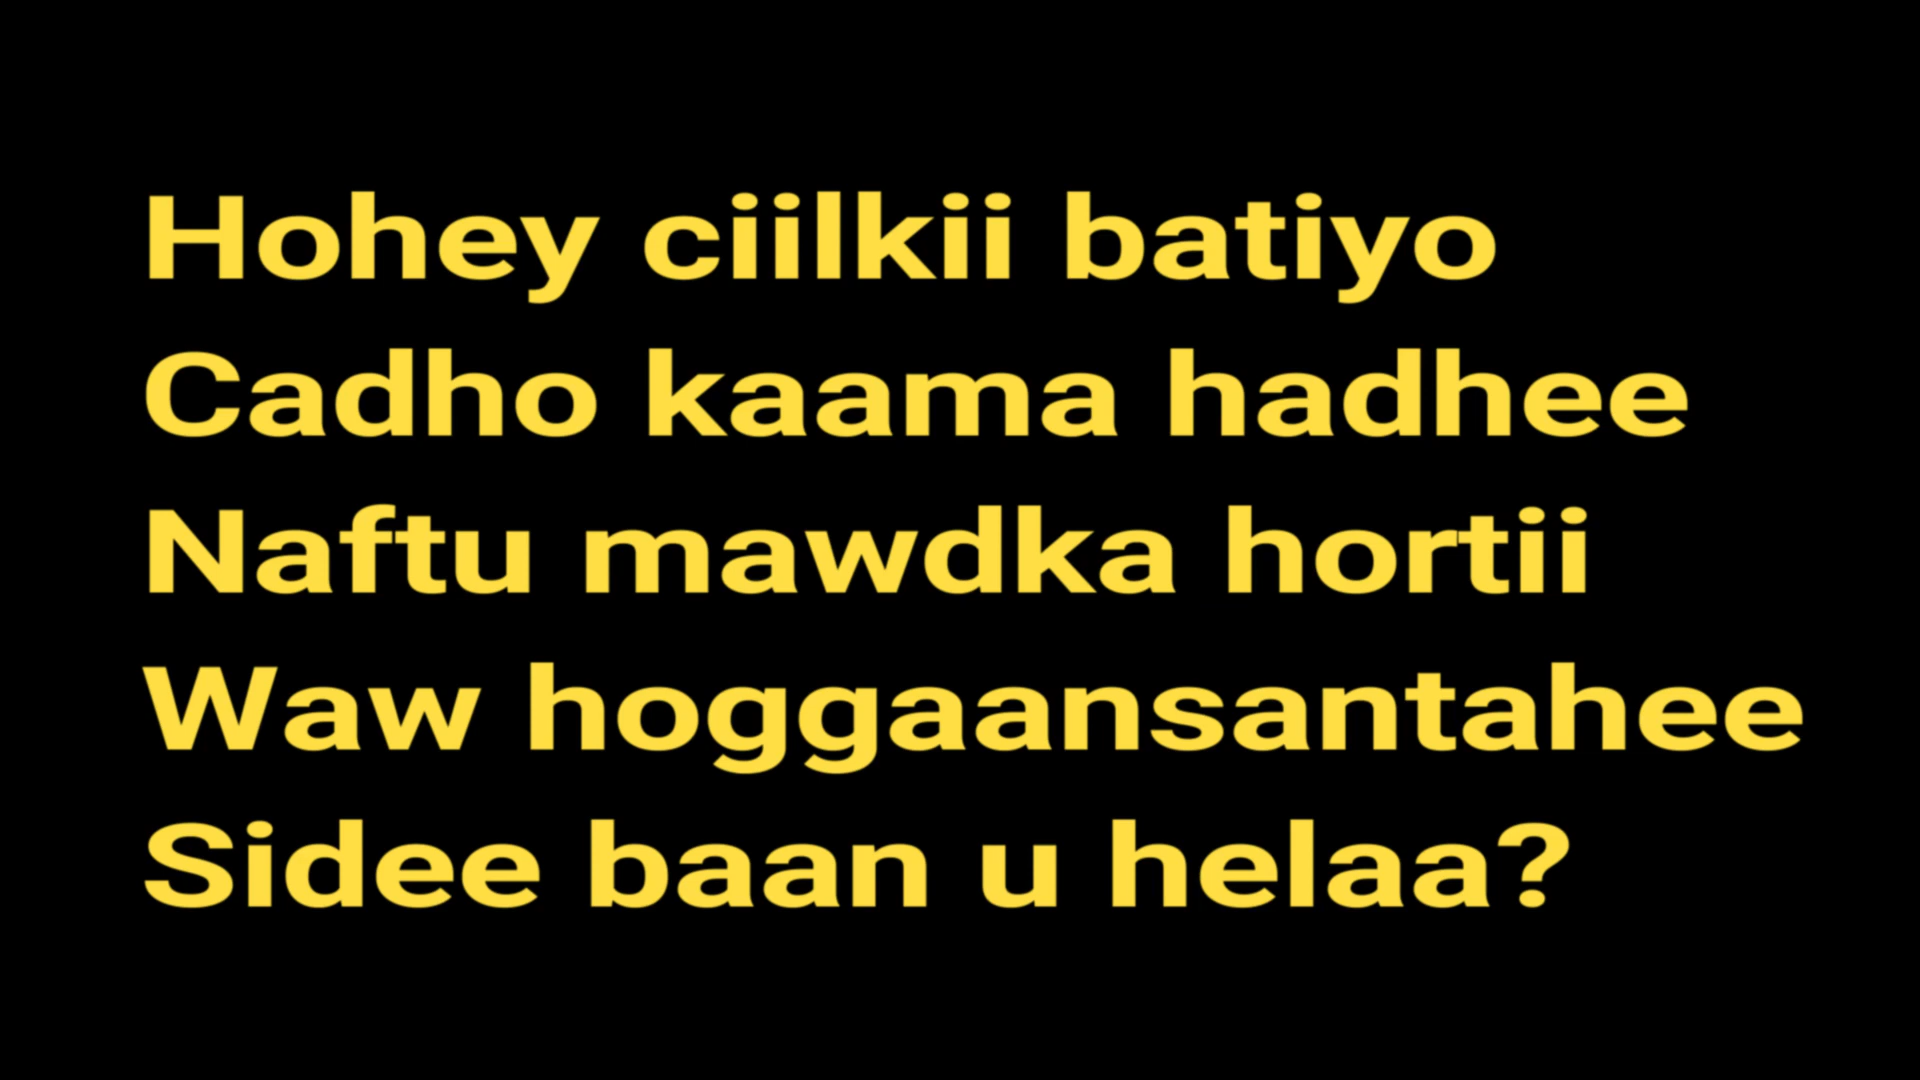 Hohey ciilkii batiyo
Cadho kaama hadhee
Naftu mawdka hortii
Waw hoggaansantahee
Sidee baan u helaa?